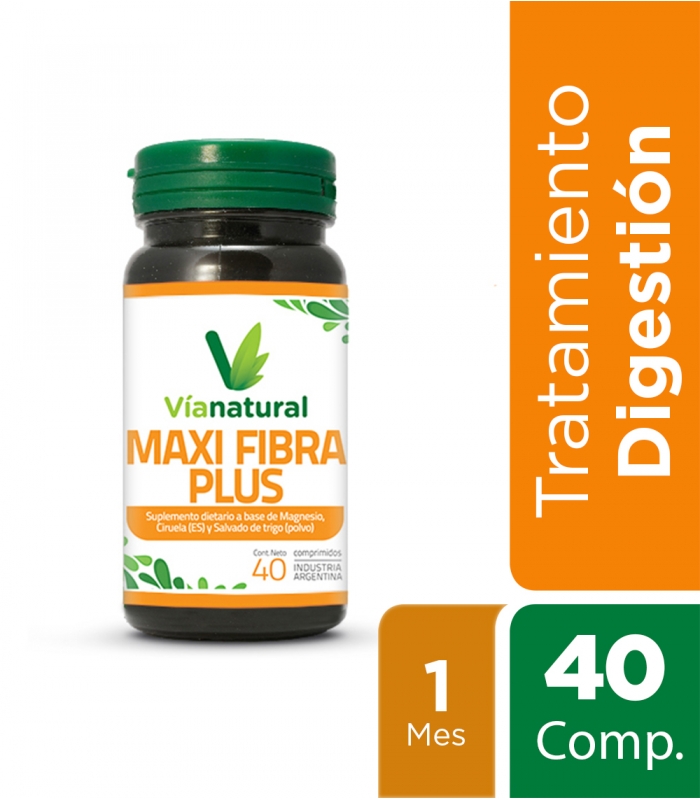 Víanatural
MAXI FIBRA
PLUS
Suplemento dietario a base de Magnesio,
Ciruela (ES) y Salvado de trigo (polvo)
Cont. Neto
40
comprimidos
INDUSTRIA
ARGENTINA
Tratamiento
Digestión
1
Mes
40
Comp.